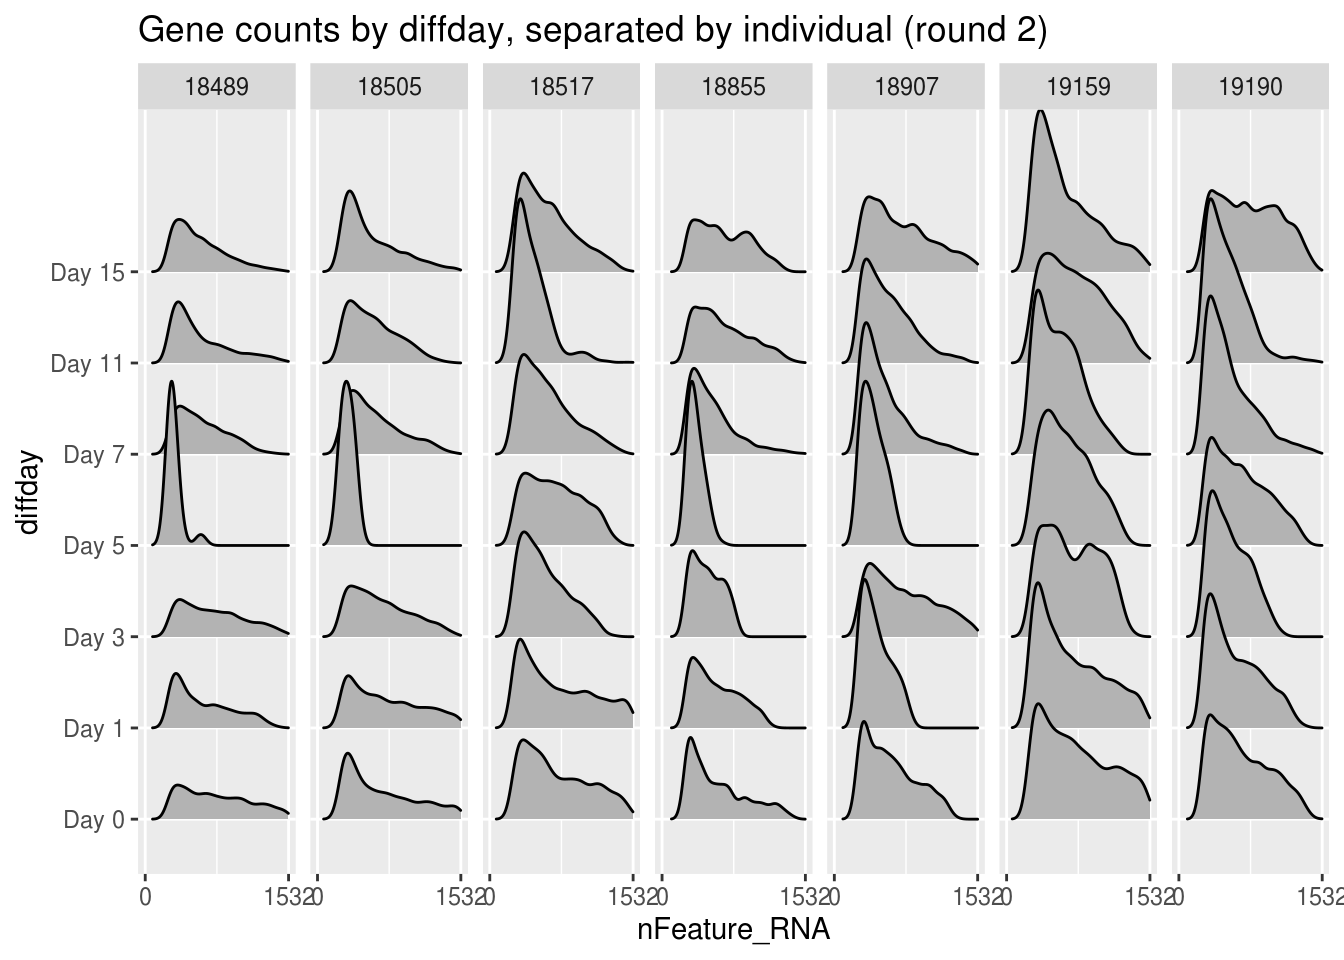 Gene counts by diffday, separated by individual (round 2)
18489 18505 18517 18855 18907 19159 19190
Day 15
Day 11
Day 7
Day 5
Day 3
Day 1
Day 0
diffday
0 1532 0 1532 0 1532 0 1532 0 1532 0 1532 0 1532
nFeature_RNA